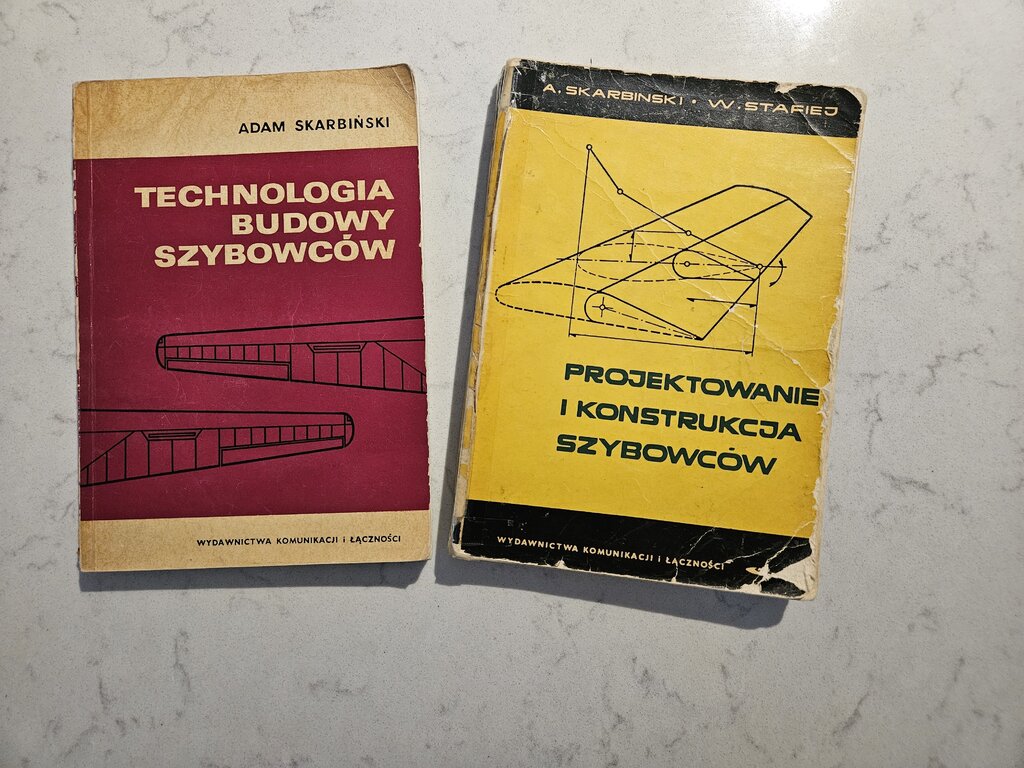 ADAM SKARBIŃSKI
TECHNOLOGIA
BUDOWY
SZYBOWCÓW
WYDAWNICTWA KOMUNIKACJI i ŁĄCZNOŚCI
A. SKARBINSKI • W. STAFIEJ
PROJEKTOWANIE
I KONSTRUKCJA
SZYBOWCÓW
WYDAWNICTWA KOMUNIKACJI i ŁĄCZNOŚCI